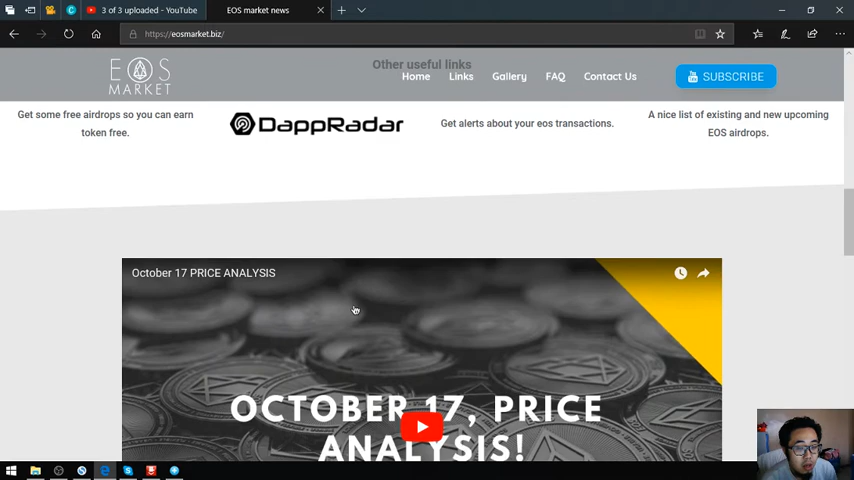 3 of 3 uploaded - YouTube
EOS market news
https://eosmarket.biz/
Other useful links
EOS
MARKET
Home
Links
Gallery
FAQ
Contact Us
SUBSCRIBE
Get some free airdrops so you can earn
token free.
DappRadar
Get alerts about your eos transactions.
A nice list of existing and new upcoming
EOS airdrops.
October 17 PRICE ANALYSIS
OCTOBER 17, PRICE
ANALYSIS!